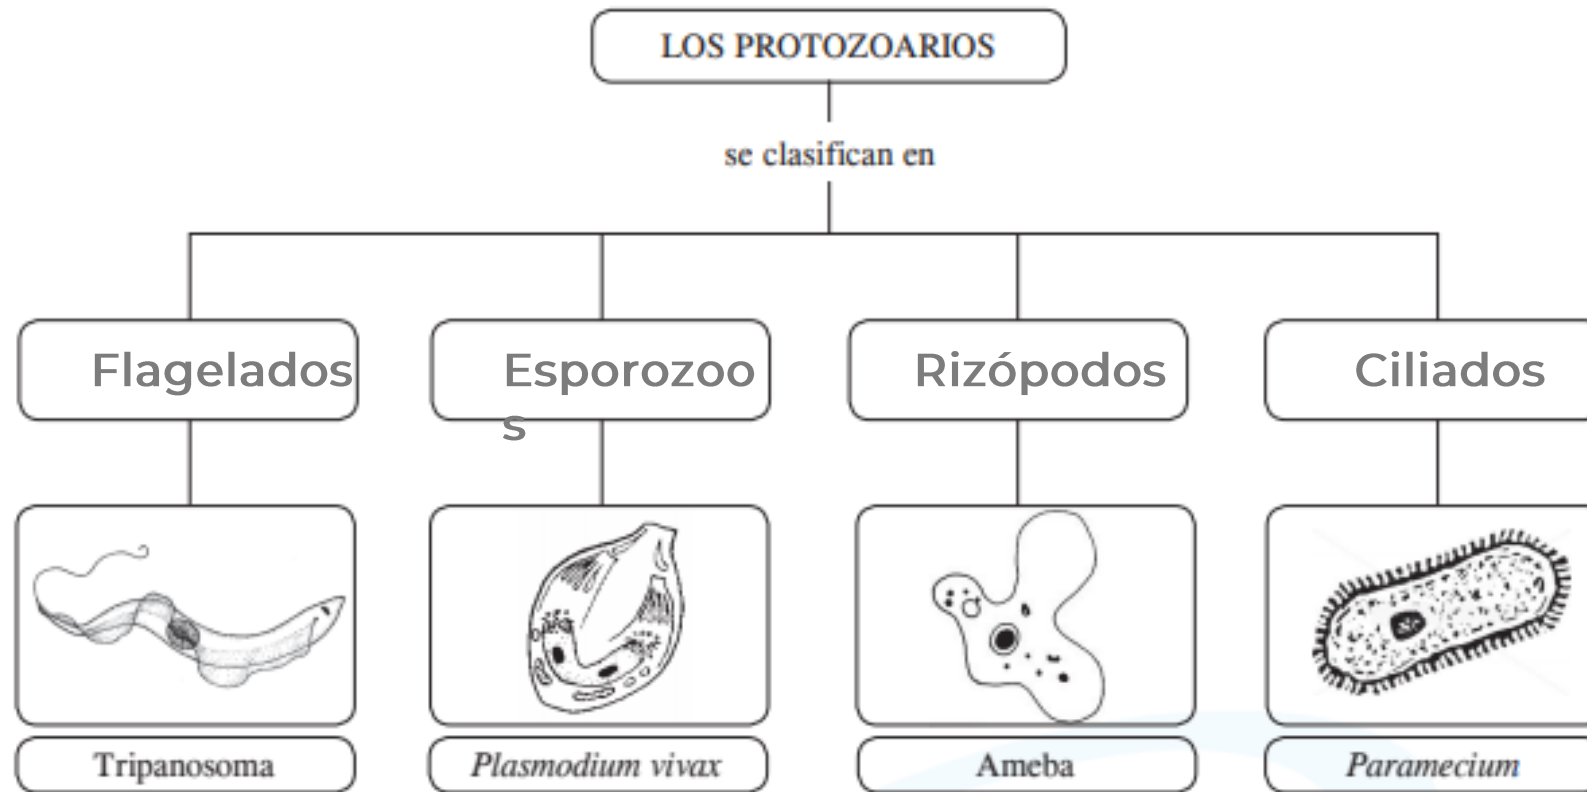 LOS PROTOZOARIOS
se clasifican en
Flagelados
Esporozoo
s
Rizópodos
Ciliados
Tripanosoma
Plasmodium vivax
Ameba
Paramecium